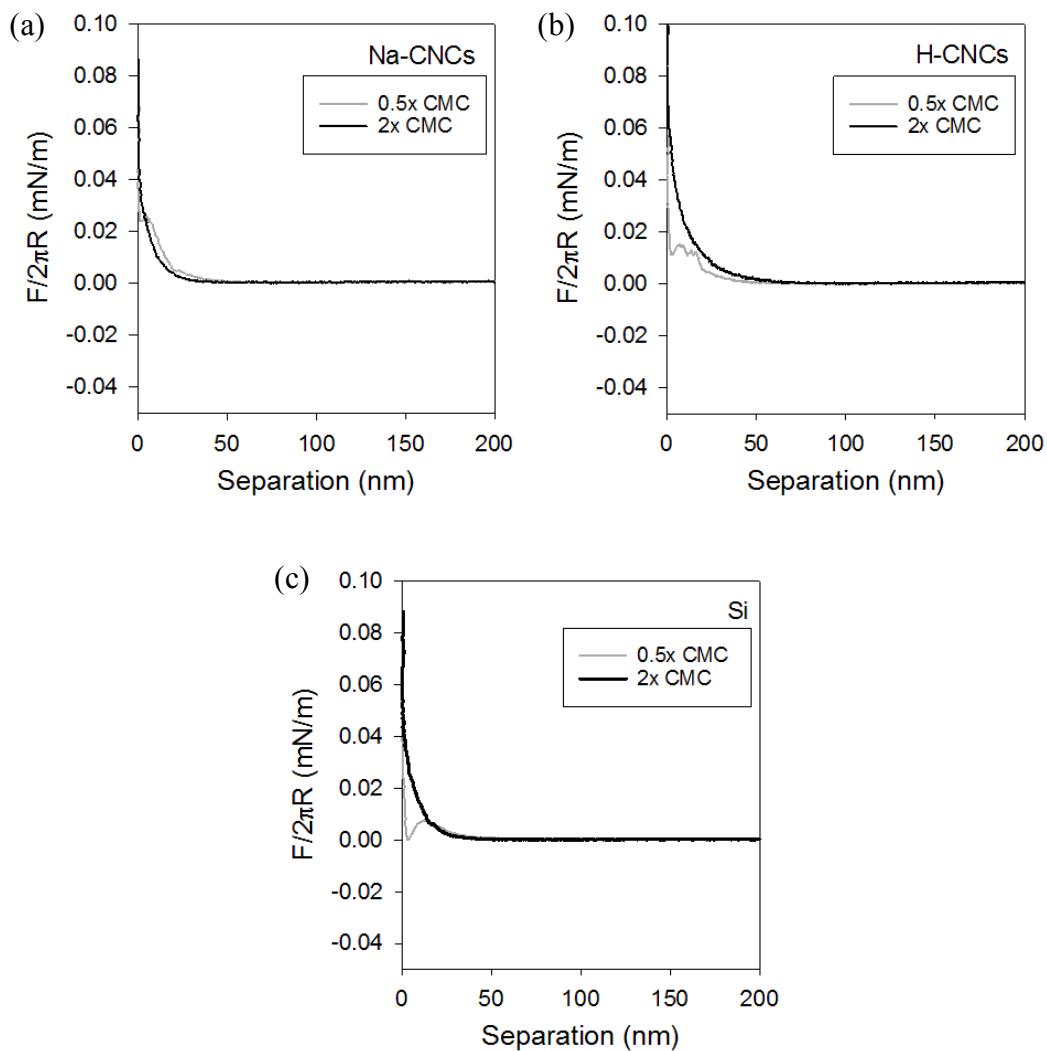 (a)
Na-CNCs
0.5x CMC
2x CMC
0.10
0.08
0.06
0.04
0.02
0.00
-0.02
-0.04
F/2πR (mN/m)
0 50 100 150 200
Separation (nm)
(b)
H-CNCs
0.5x CMC
2x CMC
0.10
0.08
0.06
0.04
0.02
0.00
-0.02
-0.04
F/2πR (mN/m)
0 50 100 150 200
Separation (nm)
(c)
Si
0.5x CMC
2x CMC
0.10
0.08
0.06
0.04
0.02
0.00
-0.02
-0.04
F/2πR (mN/m)
0 50 100 150 200
Separation (nm)